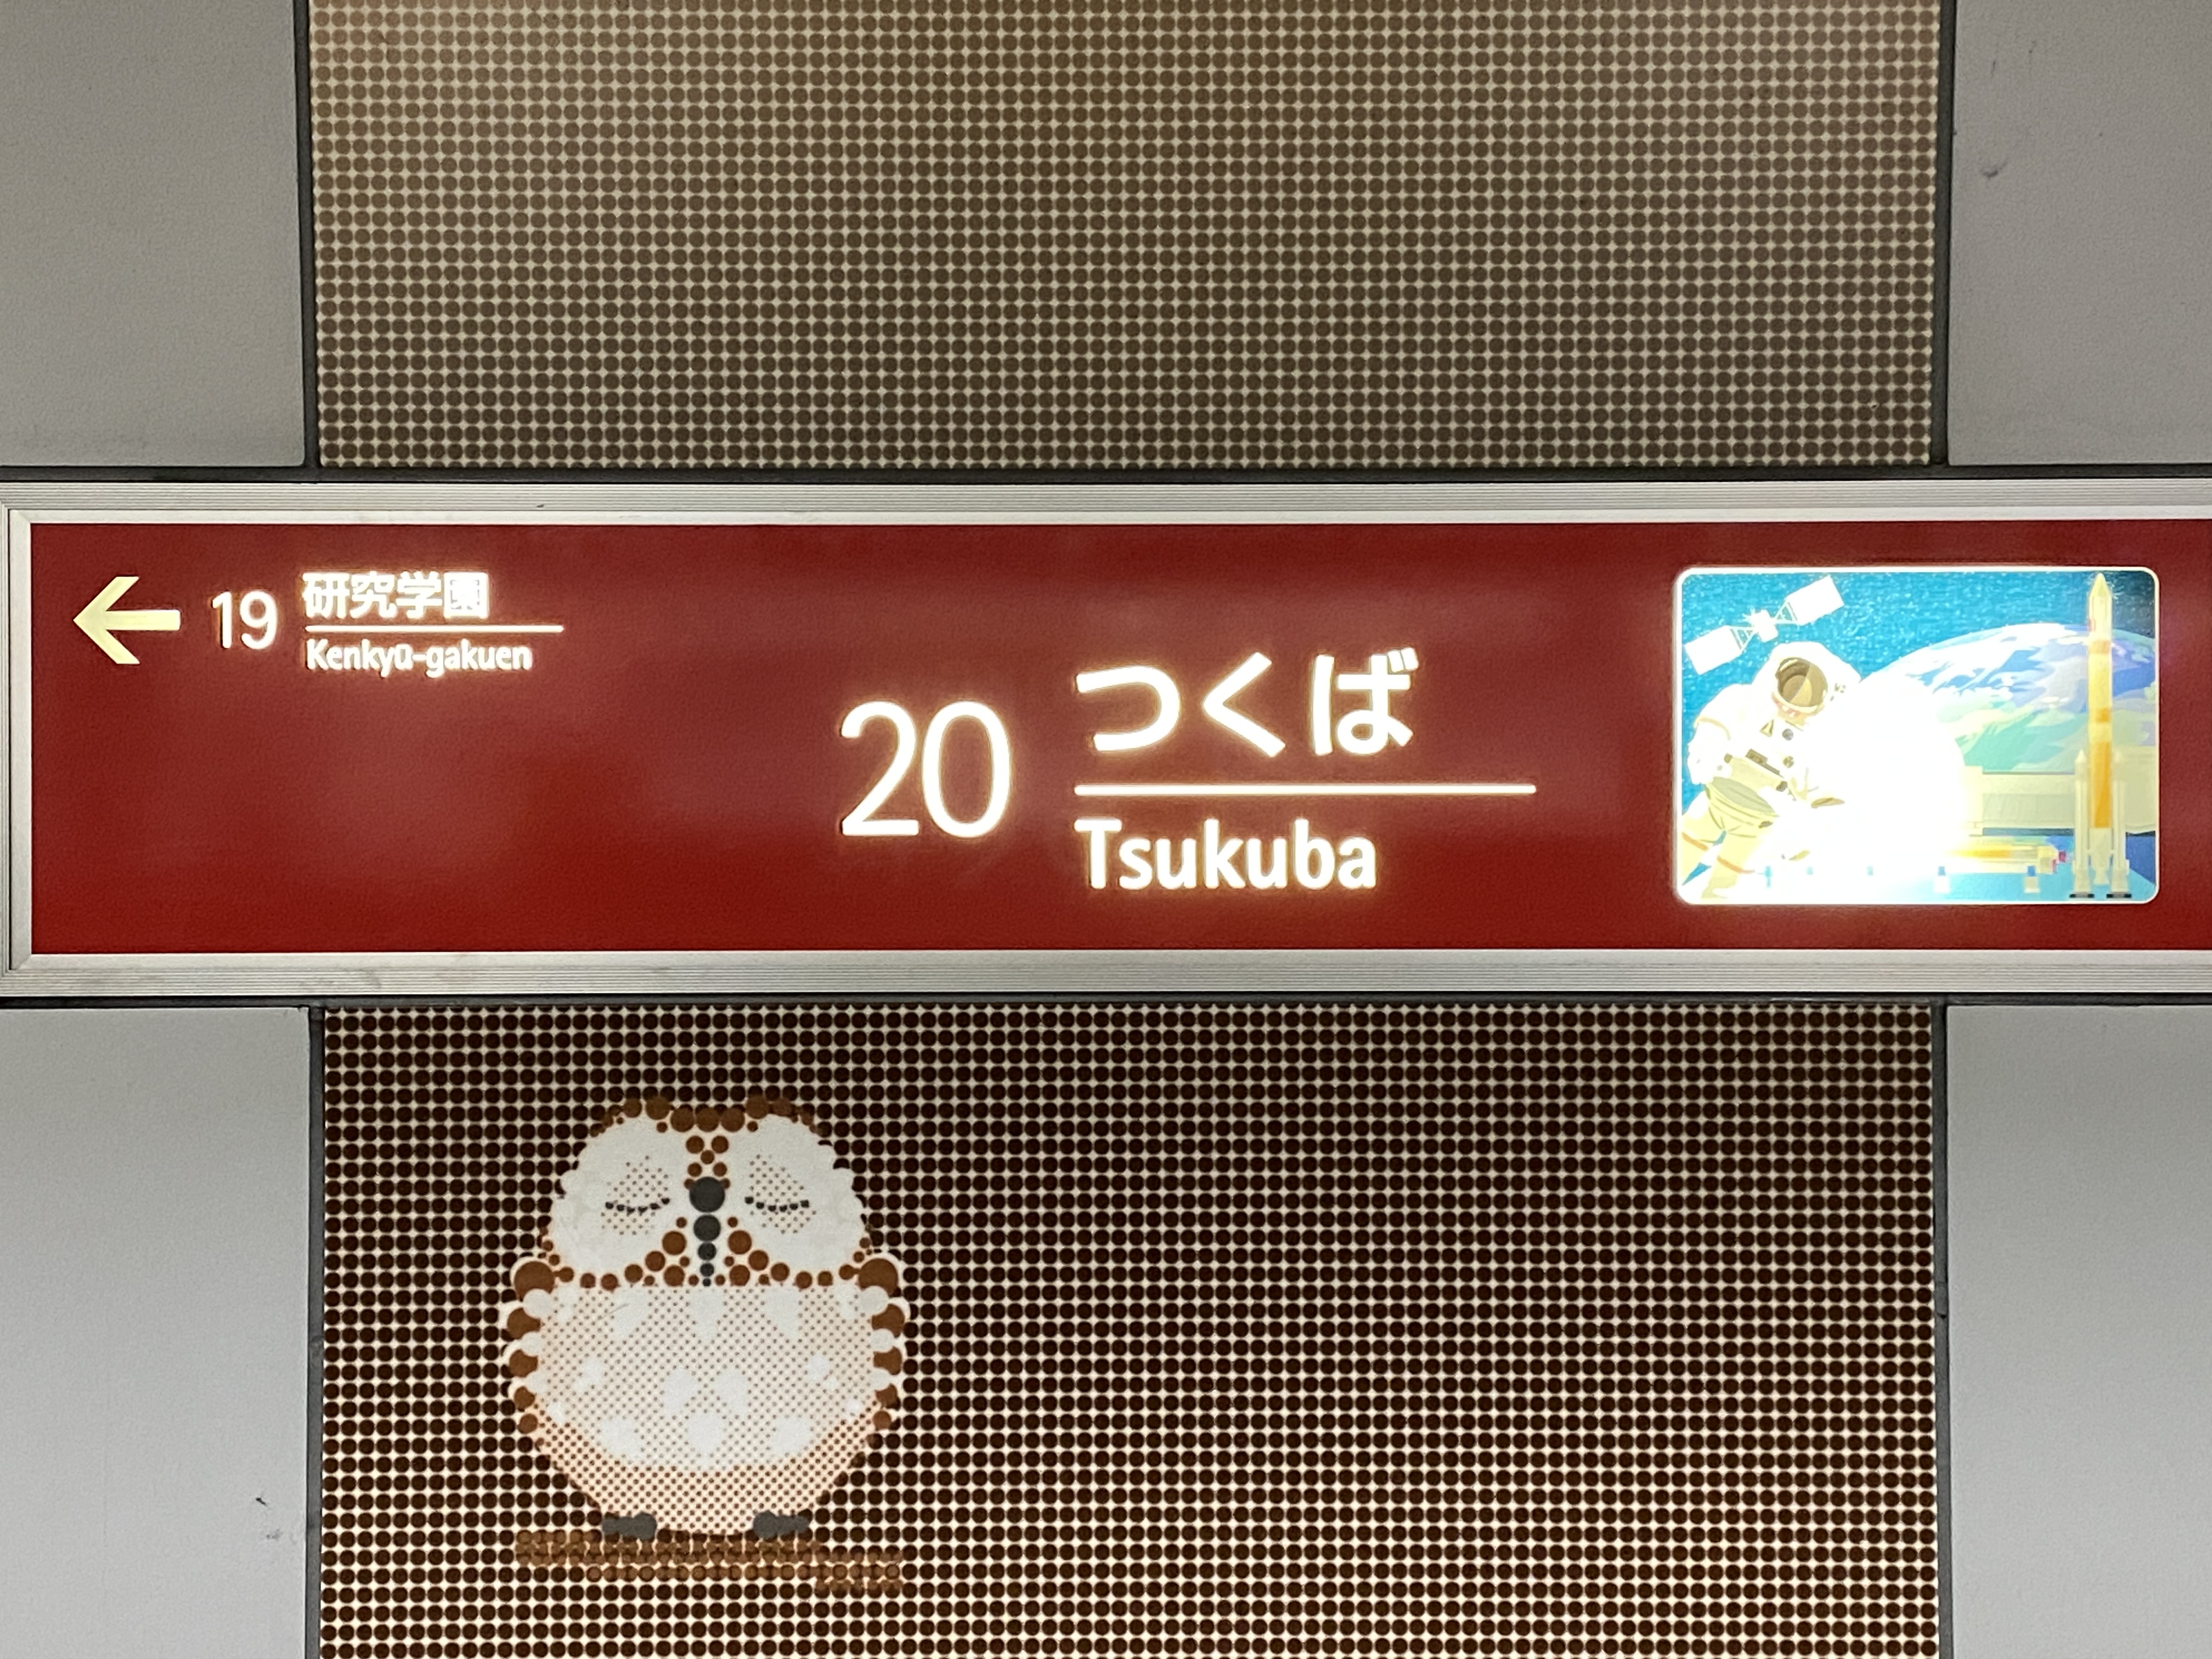 19 研究学園
Kenkyū-gakuen
20 つくば
Tsukuba